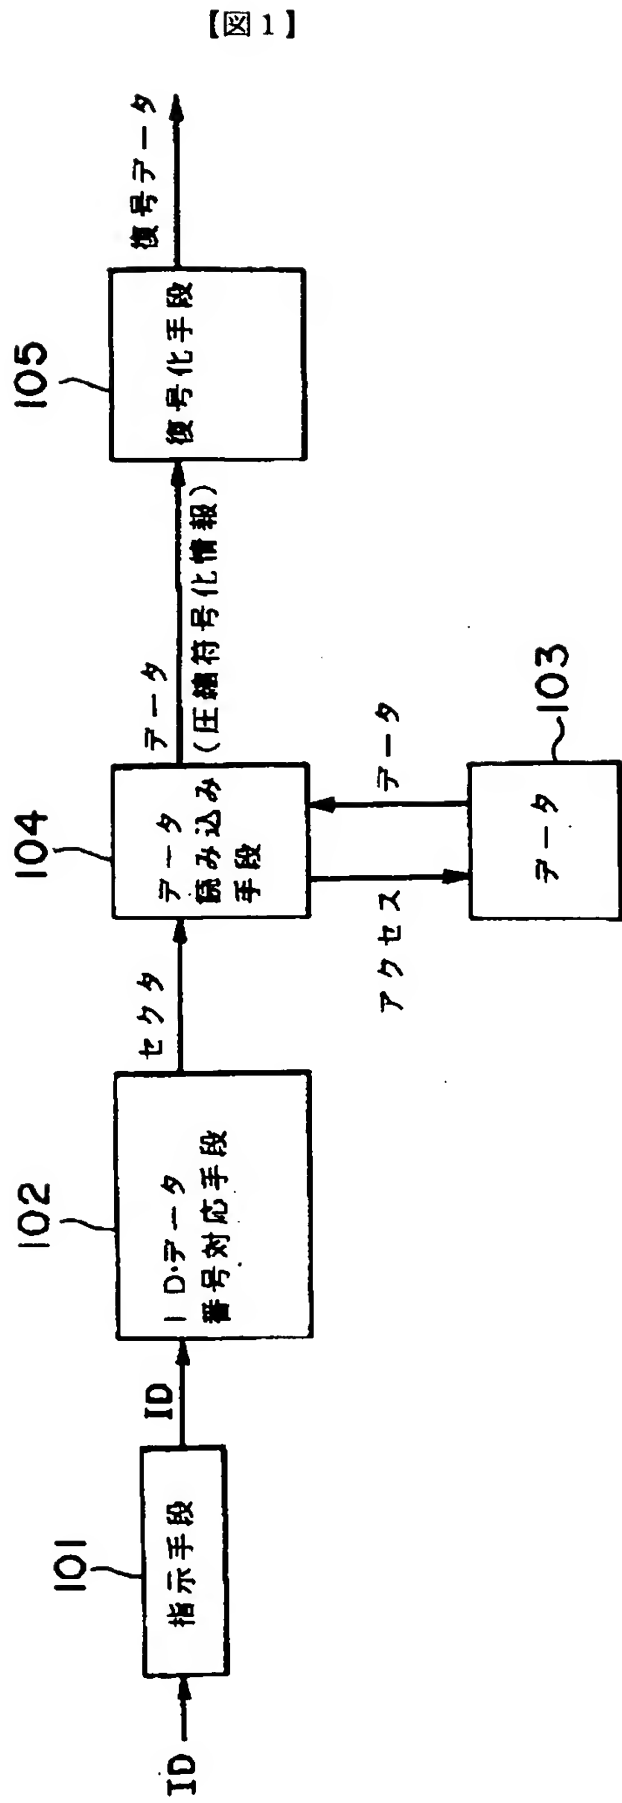 【図1】
ID
101
指示手段
ID
102
ID・データ
番号対応手段
セクタ
104
データ
読み込み
手段
アクセス
データ
データ
103
データ
(圧縮符号化情報)
105
復号化手段
復号データ